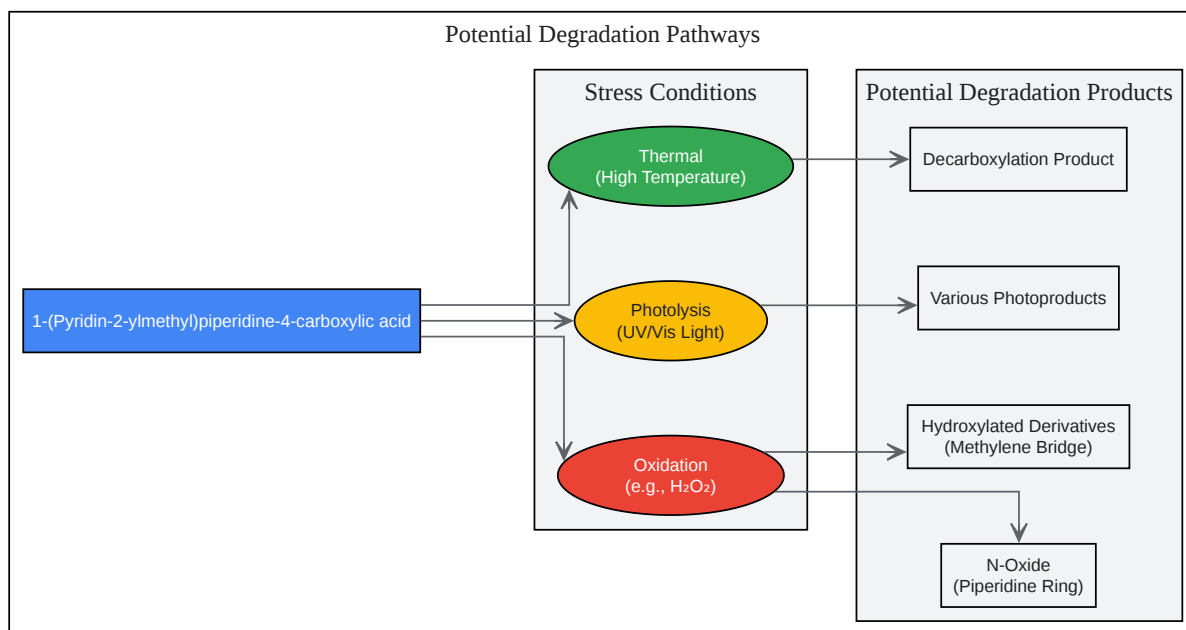 Potential Degradation Pathways
Stress Conditions
Potential Degradation Products
Thermal
(High Temperature)
Decarboxylation Product
1-(Pyridin-2-ylmethyl)piperidine-4-carboxylic acid
Photolysis
(UV/Vis Light)
Various Photoproducts
Oxidation
(e.g., H₂O₂)
Hydroxylated Derivatives
(Methylene Bridge)
N-Oxide
(Piperidine Ring)